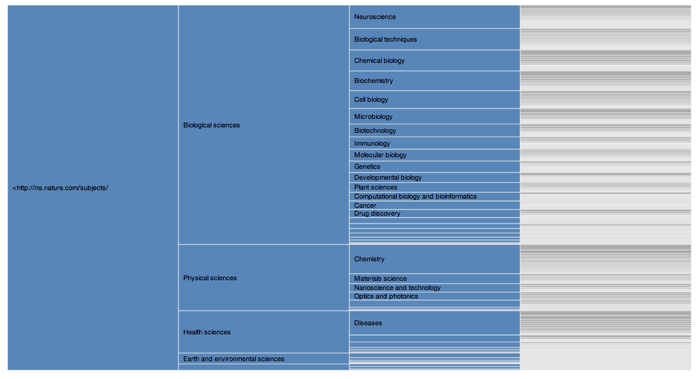 <http://ns.nature.com/subjects/
Biological sciences
Neuroscience
Biological techniques
Chemical biology
Biochemistry
Cell biology
Microbiology
Biotechnology
Immunology
Molecular biology
Genetics
Developmental biology
Plant sciences
Computational biology and bioinformatics
Cancer
Drug discovery
Physical sciences
Chemistry
Materials science
Nanoscience and technology
Optics and photonics
Health sciences
Diseases
Earth and environmental sciences